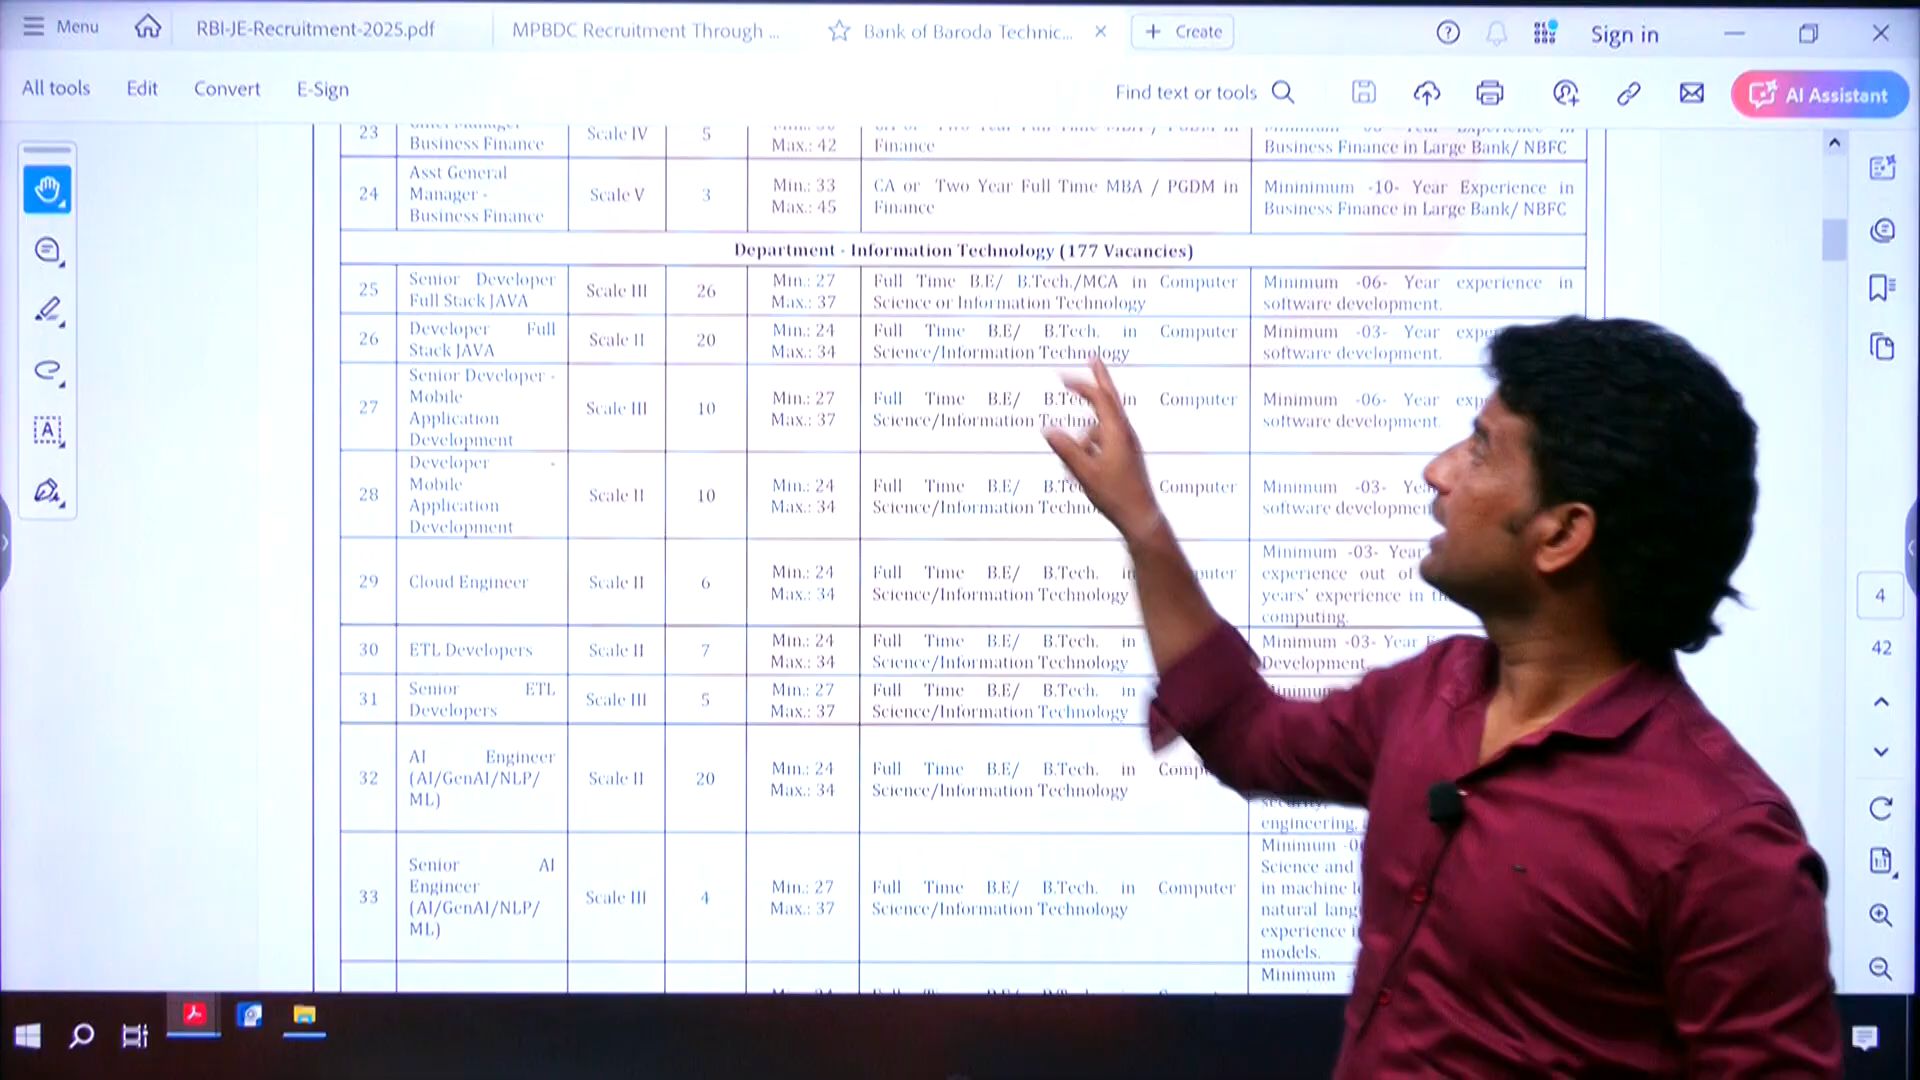 Menu
RBI-JE-Recruitment-2025.pdf
MPBDC Recruitment Through ...
Bank of Baroda Technic...
+ Create
Sign in
All tools
Edit
Convert
E-Sign
Find text or tools
AI Assistant
23
Business Finance
Scale IV
5
Max.: 42
Finance
Business Finance in Large Bank/ NBFC
24
Asst General
Manager -
Business Finance
Scale V
3
Min.: 33
Max.: 45
CA or Two Year Full Time MBA / PGDM in
Finance
Mininimum -10- Year Experience in
Business Finance in Large Bank/ NBFC
Department - Information Technology (177 Vacancies)
25
Senior Developer
Full Stack JAVA
Scale III
26
Min.: 27
Max.: 37
Full Time B.E/ B.Tech./MCA in Computer
Science or Information Technology
Minimum -06- Year experience in
software development.
26
Developer Full
Stack JAVA
Scale II
20
Min.: 24
Max.: 34
Full Time B.E/ B.Tech. in Computer
Science/Information Technology
Minimum -03- Year
software development.
27
Senior Developer -
Mobile
Application
Development
Scale III
10
Min.: 27
Max.: 37
Full Time B.E/ in Computer
Science/Information
Minimum -06- Year
software development.
28
Developer -
Mobile
Application
Development
Scale II
10
Min.: 24
Max.: 34
Full Time B.E/ Computer
Science/Information
Minimum -03-
software
29
Cloud Engineer
Scale II
6
Min.: 24
Max.: 34
Full Time B.E/ B.Tech.
Science/Information Technology
Minimum -03- Year
experience out of
years' experience in
computing.
30
ETL Developers
Scale II
7
Min.: 24
Max.: 34
Full Time B.E/ B.Tech. in
Science/Information Technology
Minimum -03- Year
Development.
31
Senior ETL
Developers
Scale III
5
Min.: 27
Max.: 37
Full Time B.E/ B.Tech. in
Science/Information Technology
32
AI Engineer
(AI/GenAI/NLP/
ML)
Scale II
20
Min.: 24
Max.: 34
Full Time B.E/ B.Tech. in
Science/Information Technology
engineering,
33
Senior AI
Engineer
(AI/GenAI/NLP/
ML)
Scale III
4
Min.: 27
Max.: 37
Full Time B.E/ B.Tech. in Computer
Science/Information Technology
Minimum
Science and
in machine
natural
experience
models.
Minimum
4
42